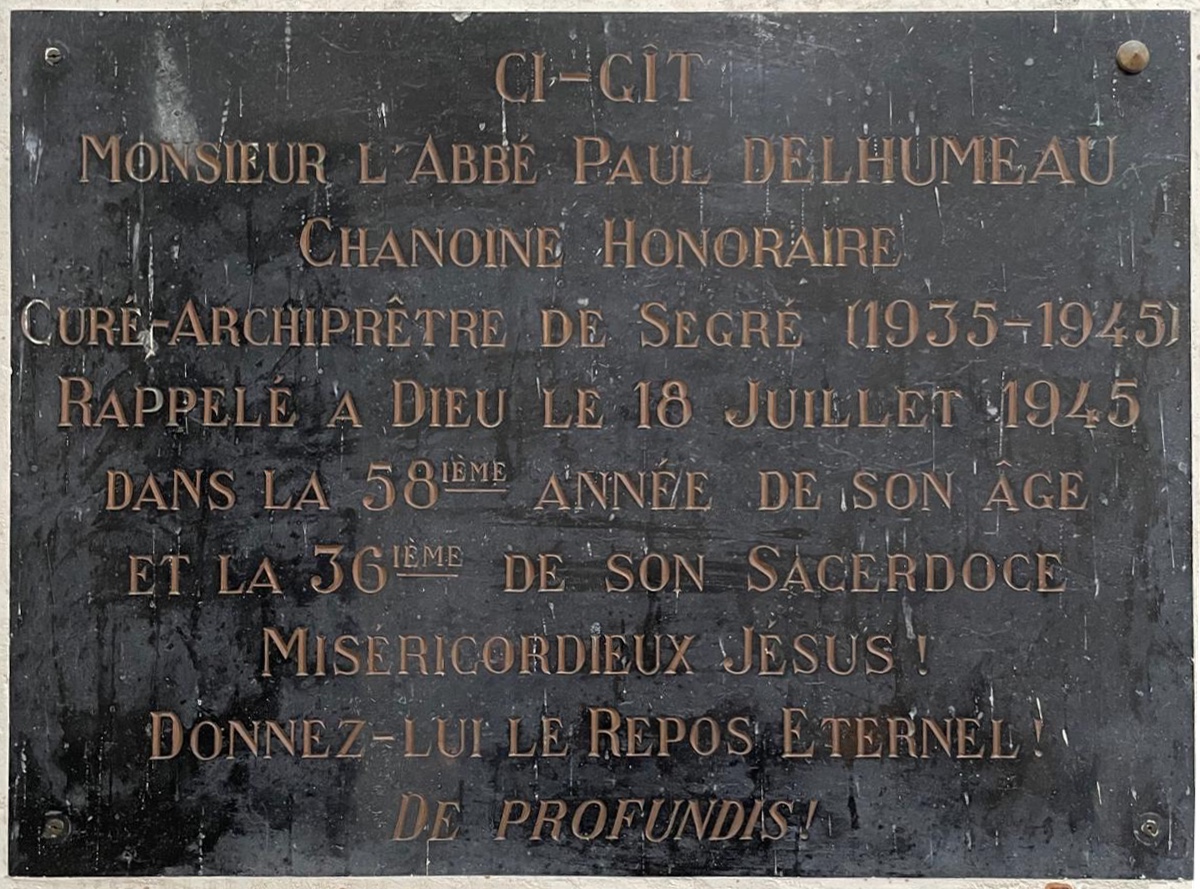 CI-GÎT
MONSIEUR L'ABBÉ PAUL DELHUMEAU
CHANOINE HONORAIRE
CURÉ-ARCHIPRÊTRE DE SEGRÉ (1935-1945)
RAPPELÉ A DIEU LE 18 JUILLET 1945
DANS LA 58IÈME ANNÉE DE SON ÂGE
ET LA 36IÈME DE SON SACERDOCE
MISÉRICORDIEUX JÉSUS !
DONNEZ-LUI LE REPOS ETERNEL !
DE PROFUNDIS !